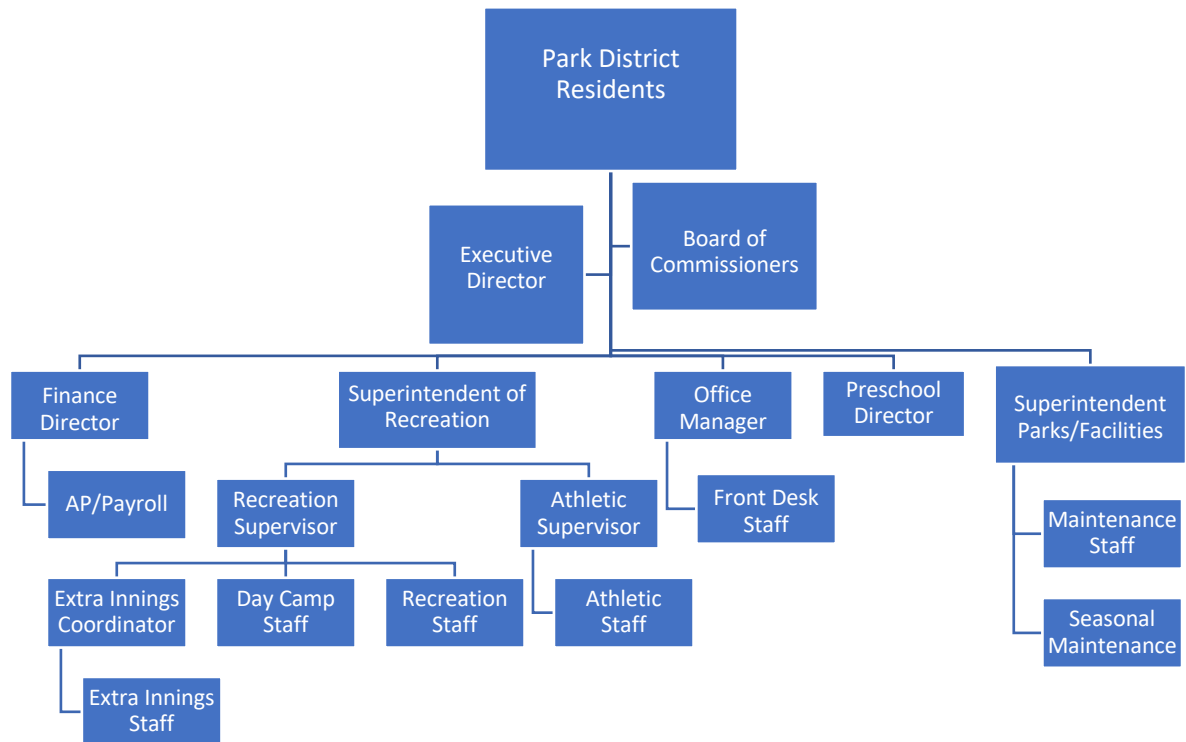 Park District
Residents
Executive
Director
Board of
Commissioners
Finance
Director
Superintendent of
Recreation
Office
Manager
Preschool
Director
Superintendent
Parks/Facilities
AP/Payroll
Recreation
Supervisor
Athletic
Supervisor
Front Desk
Staff
Maintenance
Staff
Extra Innings
Coordinator
Day Camp
Staff
Recreation
Staff
Athletic
Staff
Seasonal
Maintenance
Extra Innings
Staff